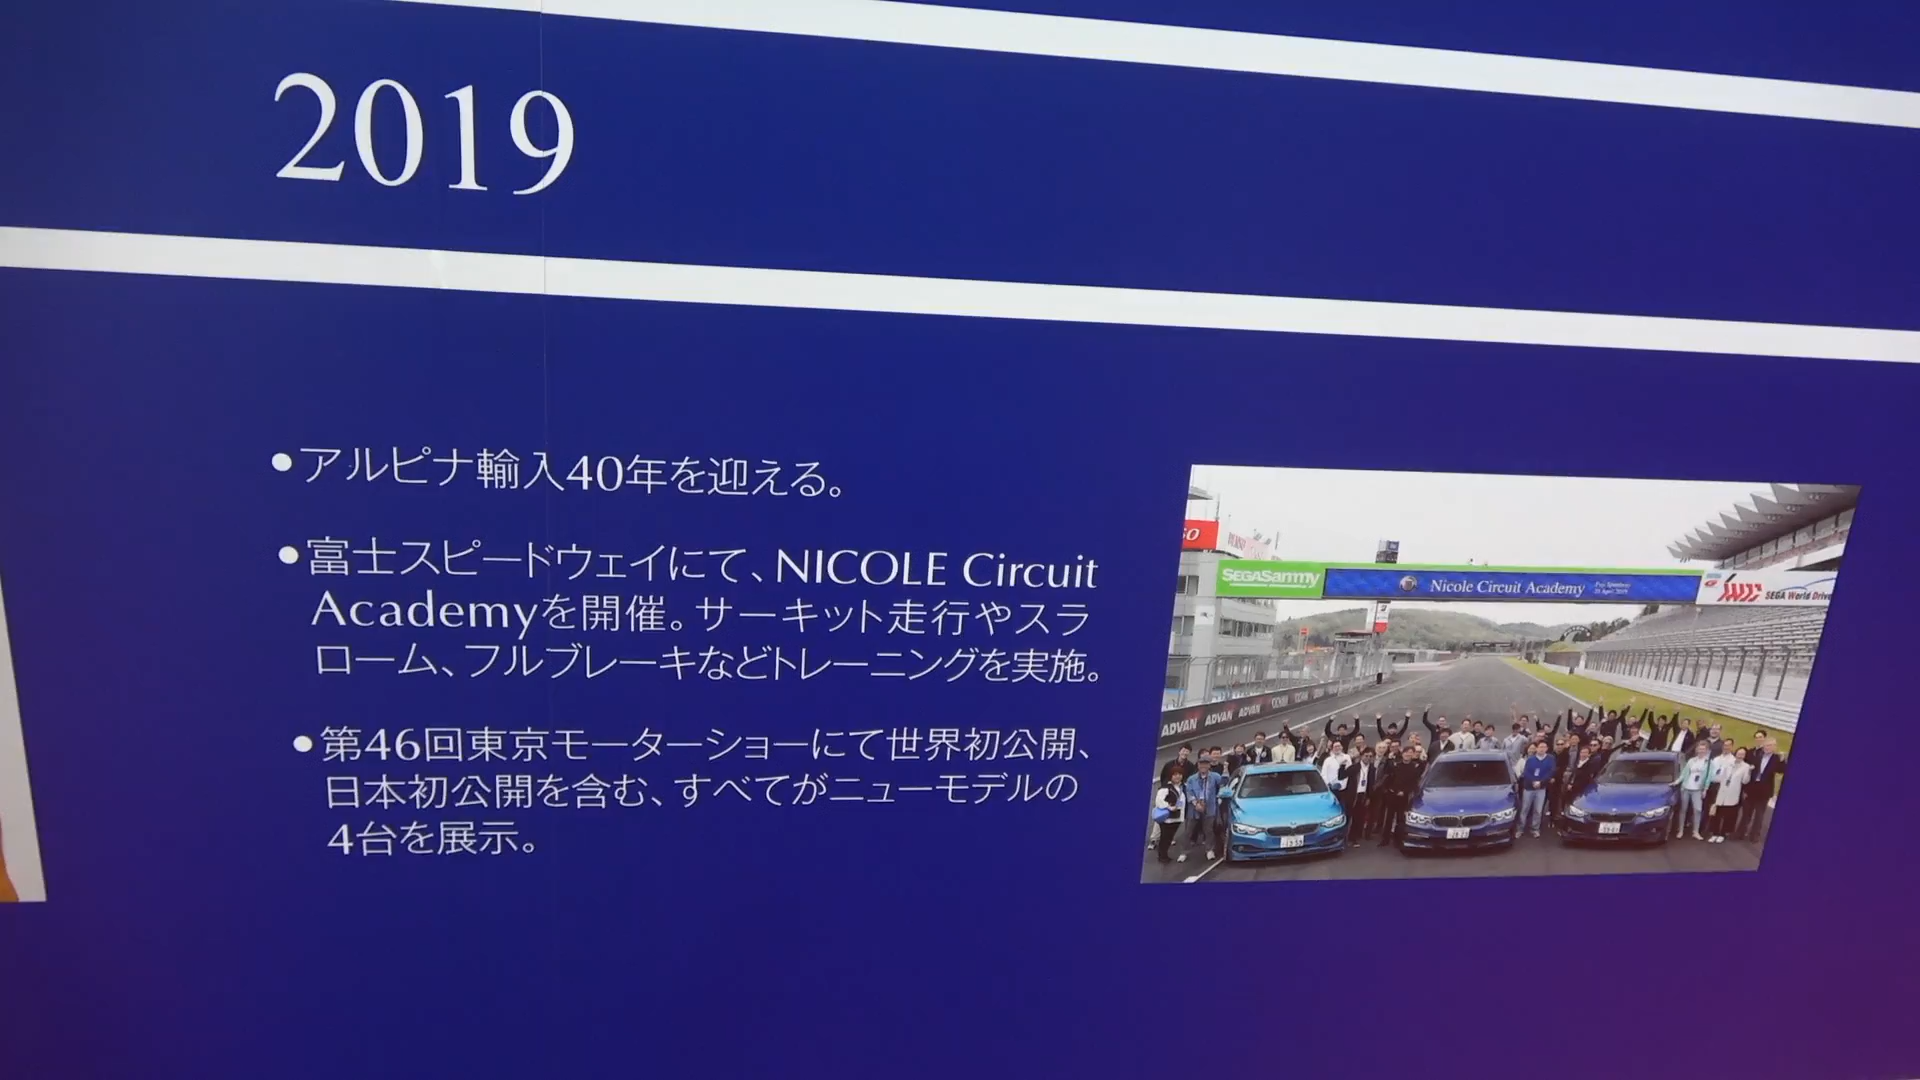 2019
●アルピナ輸入40年を迎える。
●富士スピードウェイにて、NICOLE Circuit
Academyを開催。サーキット走行やスラ
ローム、フルブレーキなどトレーニングを実施。
●第46回東京モーターショーにて世界初公開、
日本初公開を含む、すべてがニューモデルの
4台を展示。
SEGASammy
Nicole Circuit Academy
SEGA World Drive
ADVAN ADVAN ADVAN